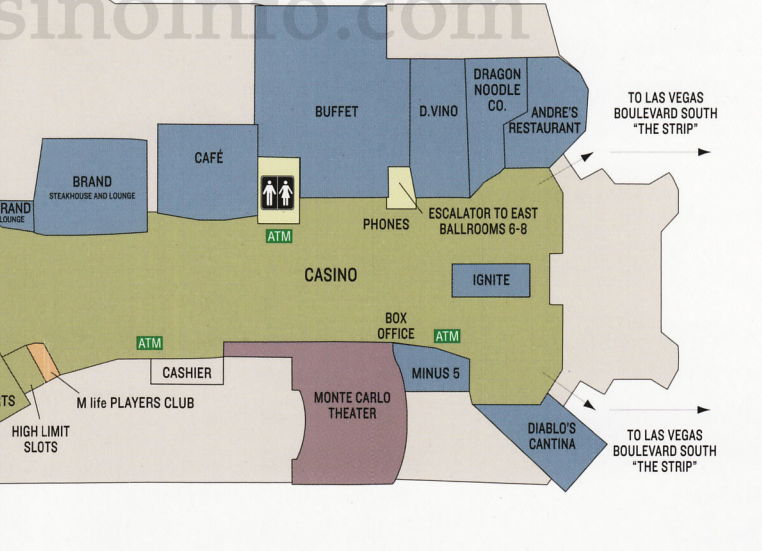 sinoinfo.com
BUFFET
D.VINO
DRAGON
NOODLE
CO.
ANDRE'S
RESTAURANT
TO LAS VEGAS
BOULEVARD SOUTH
"THE STRIP"
CAFÉ
BRAND
STEAKHOUSE AND LOUNGE
RAND
LOUNGE
PHONES
ESCALATOR TO EAST
BALLROOMS 6-8
ATM
CASINO
IGNITE
BOX
OFFICE
ATM
ATM
CASHIER
MINUS 5
M life PLAYERS CLUB
MONTE CARLO
THEATER
RTS
HIGH LIMIT
SLOTS
DIABLO'S
CANTINA
TO LAS VEGAS
BOULEVARD SOUTH
"THE STRIP"